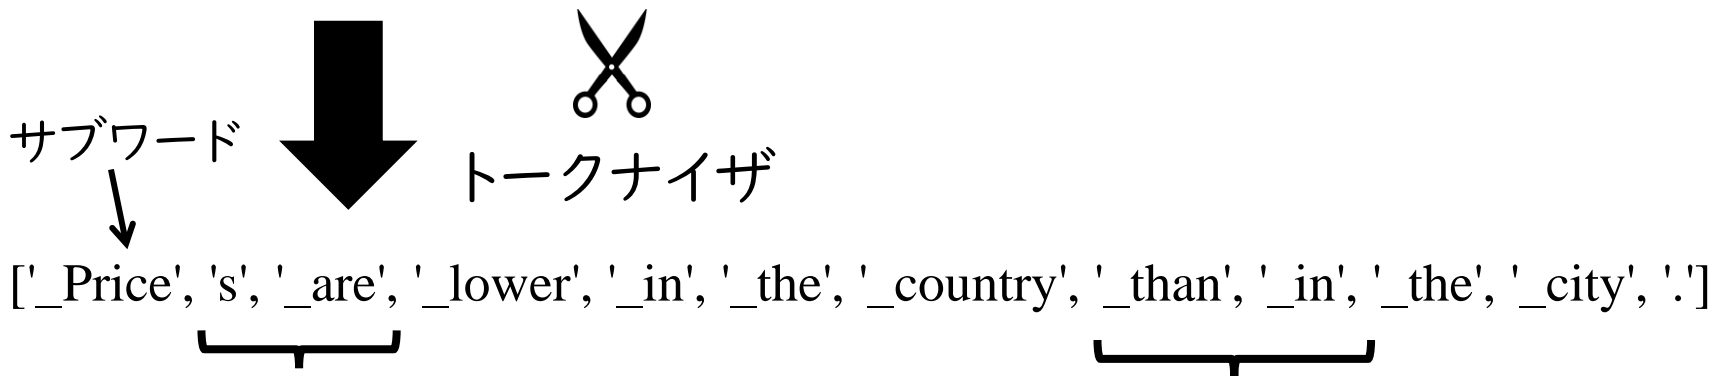 サブワード
トークナイザ
['_Price', 's', '_are', '_lower', '_in', '_the', '_country', '_than', '_in', '_the', '_city', '.']